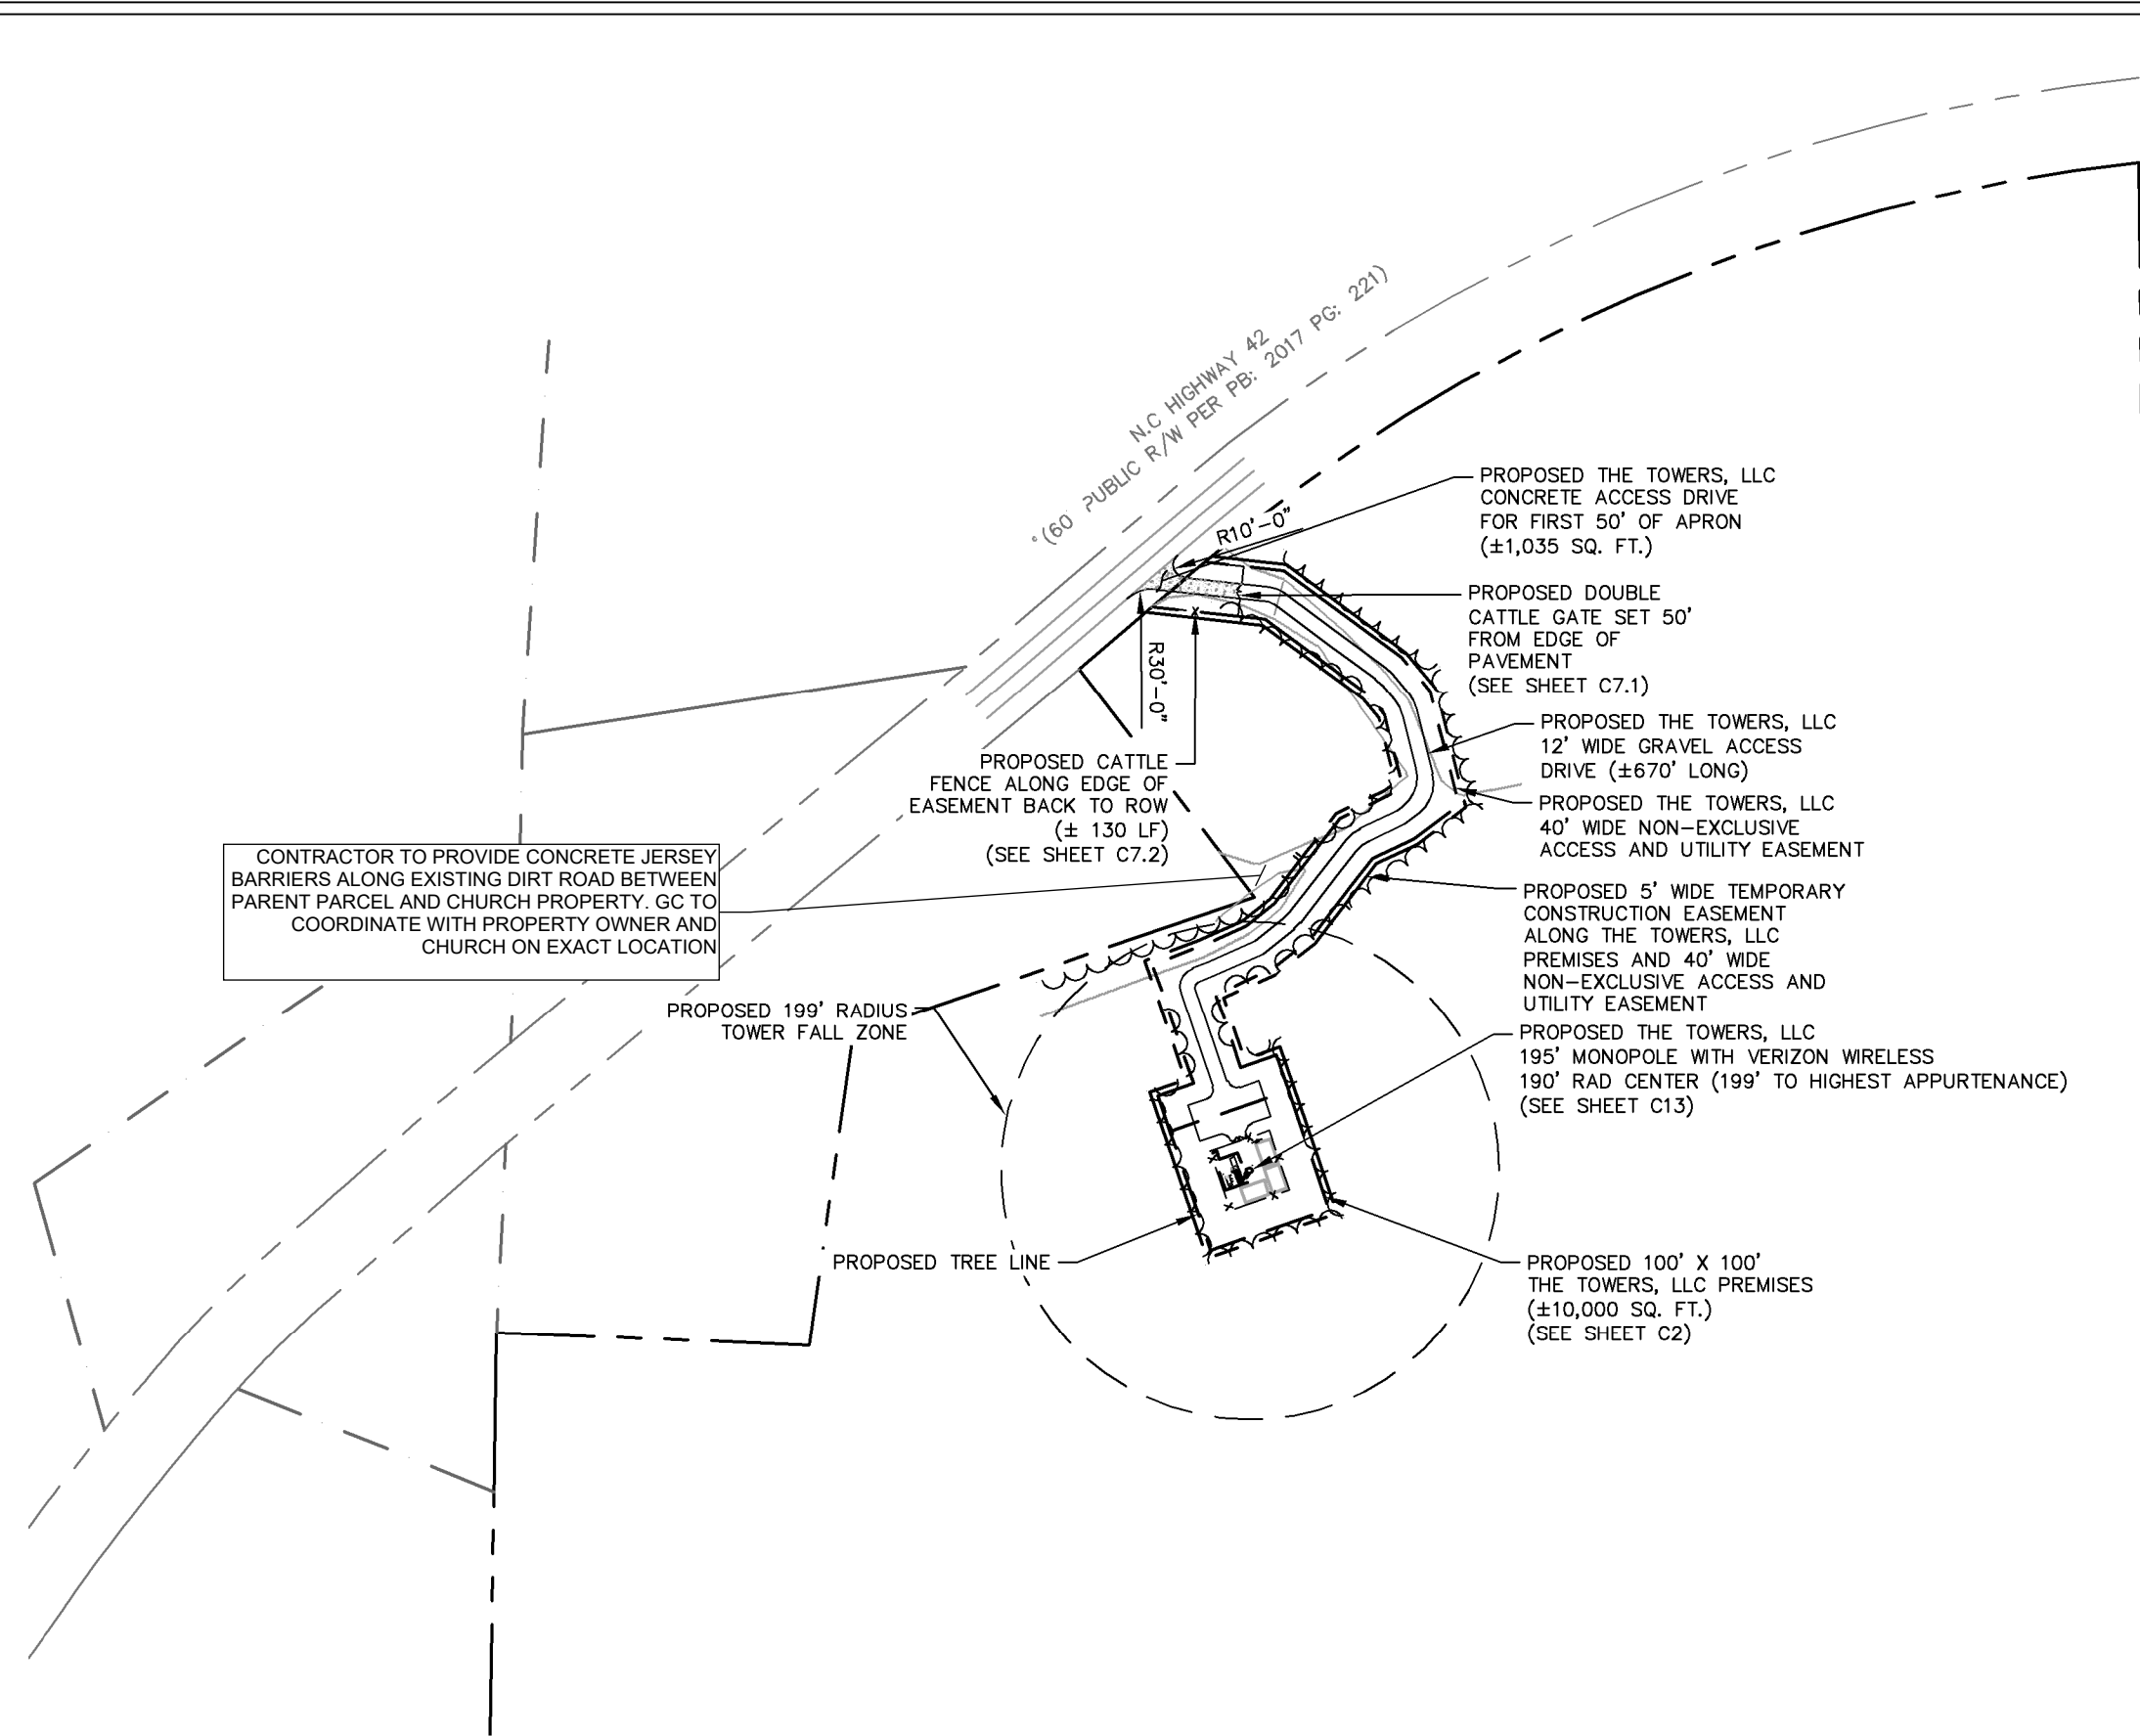 N.C HIGHWAY 42
(60 PUBLIC R/W PER PB: 2017 PG: 221)
PROPOSED THE TOWERS, LLC
CONCRETE ACCESS DRIVE
FOR FIRST 50' OF APRON
(±1,035 SQ. FT.)
R10'-0"
PROPOSED DOUBLE
CATTLE GATE SET 50'
FROM EDGE OF
PAVEMENT
(SEE SHEET C7.1)
R30'-0"
PROPOSED THE TOWERS, LLC
12' WIDE GRAVEL ACCESS
DRIVE (±670' LONG)
PROPOSED CATTLE
FENCE ALONG EDGE OF
EASEMENT BACK TO ROW
(± 130 LF)
(SEE SHEET C7.2)
PROPOSED THE TOWERS, LLC
40' WIDE NON-EXCLUSIVE
ACCESS AND UTILITY EASEMENT
CONTRACTOR TO PROVIDE CONCRETE JERSEY
BARRIERS ALONG EXISTING DIRT ROAD BETWEEN
PARENT PARCEL AND CHURCH PROPERTY. GC TO
COORDINATE WITH PROPERTY OWNER AND
CHURCH ON EXACT LOCATION
PROPOSED 5' WIDE TEMPORARY
CONSTRUCTION EASEMENT
ALONG THE TOWERS, LLC
PREMISES AND 40' WIDE
NON-EXCLUSIVE ACCESS AND
UTILITY EASEMENT
PROPOSED 199' RADIUS
TOWER FALL ZONE
PROPOSED THE TOWERS, LLC
195' MONOPOLE WITH VERIZON WIRELESS
190' RAD CENTER (199' TO HIGHEST APPURTENANCE)
(SEE SHEET C13)
PROPOSED TREE LINE
PROPOSED 100' X 100'
THE TOWERS, LLC PREMISES
(±10,000 SQ. FT.)
(SEE SHEET C2)